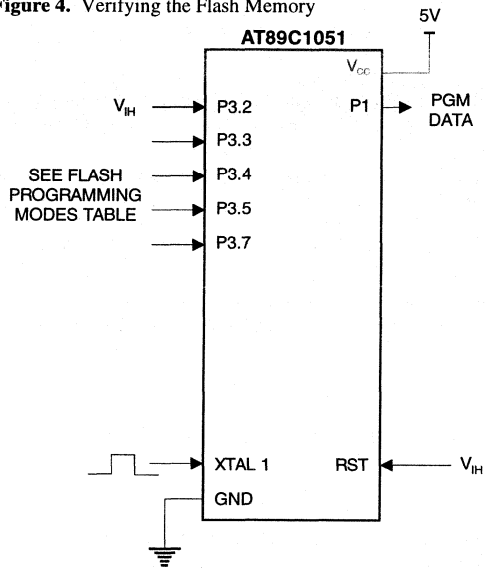 igure 4. Verifying the Flash Memory
5V
AT89C1051
VCC
VIH
P3.2
P1
PGM
DATA
P3.3
SEE FLASH
PROGRAMMING
MODES TABLE
P3.4
P3.5
P3.7
XTAL 1
RST
VIH
GND